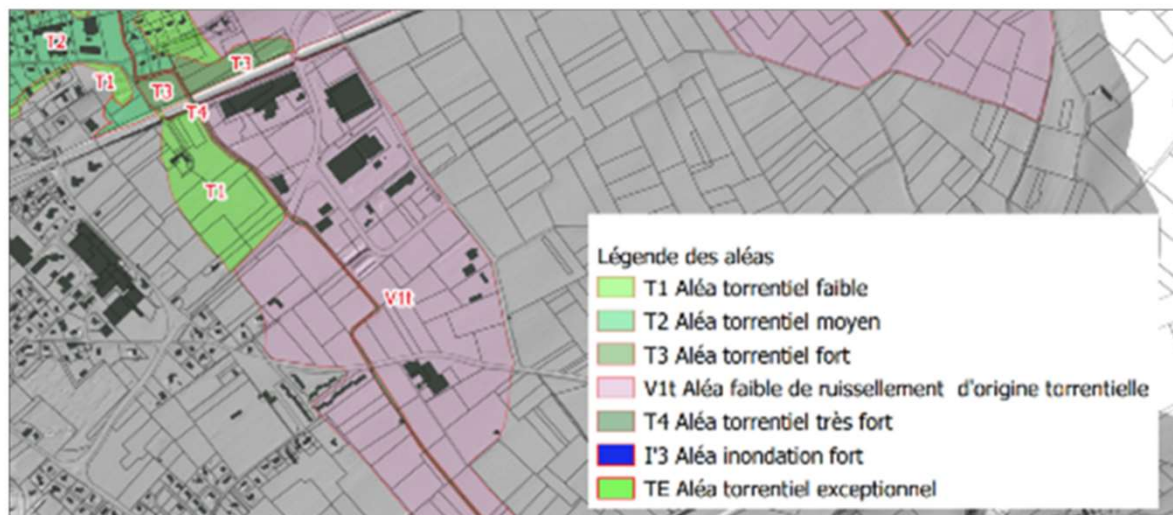 T2
T1
T3
T3
T4
T1
V1t
Légende des aléas
T1 Aléa torrentiel faible
T2 Aléa torrentiel moyen
T3 Aléa torrentiel fort
V1t Aléa faible de ruissellement d'origine torrentielle
T4 Aléa torrentiel très fort
I'3 Aléa inondation fort
TE Aléa torrentiel exceptionnel